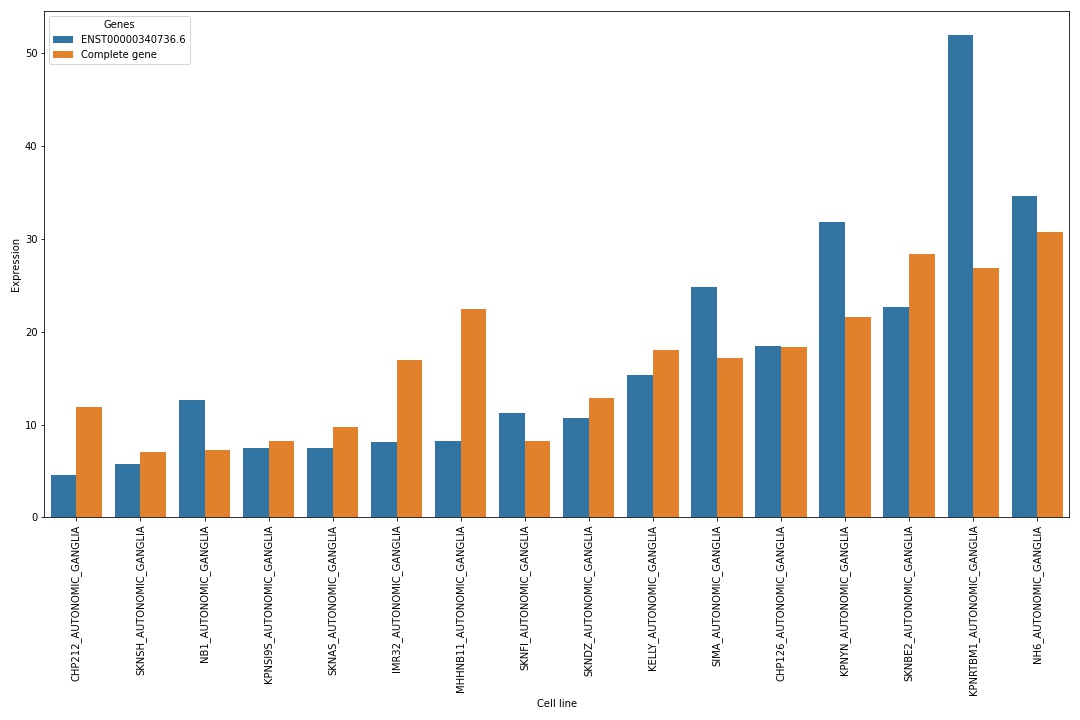 Genes
ENST00000340736.6
Complete gene
Expression
50
40
30
20
10
0
CHP212_AUTONOMIC_GANGLIA
SKNSH_AUTONOMIC_GANGLIA
NB1_AUTONOMIC_GANGLIA
KPNSI9S_AUTONOMIC_GANGLIA
SKNAS_AUTONOMIC_GANGLIA
IMR32_AUTONOMIC_GANGLIA
MHHNB11_AUTONOMIC_GANGLIA
SKNFI_AUTONOMIC_GANGLIA
SKNDZ_AUTONOMIC_GANGLIA
KELLY_AUTONOMIC_GANGLIA
SIMA_AUTONOMIC_GANGLIA
CHP126_AUTONOMIC_GANGLIA
KPNYN_AUTONOMIC_GANGLIA
SKNBE2_AUTONOMIC_GANGLIA
KPNRTBM1_AUTONOMIC_GANGLIA
NH6_AUTONOMIC_GANGLIA
Cell line